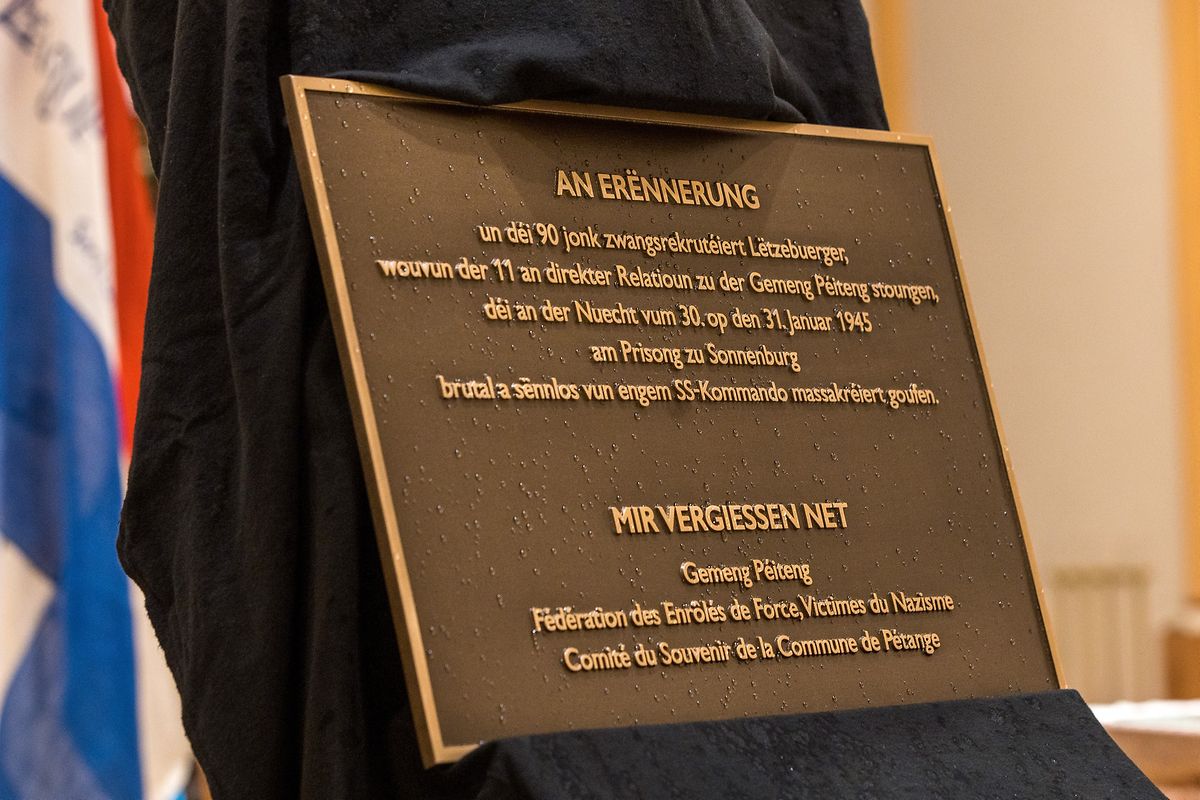 AN ERËNNERUNG
un déi 90 jonk zwangsrekrutéiert Lëtzebuerger,
wouvun der 11 an direkter Relatioun zu der Gemeng Péiteng stoungen,
déi an der Nuecht vum 30. op den 31. Januar 1945
am Prisong zu Sonnenburg
brutal a sënnlos vun engem SS-Kommando massakréiert goufen.
MIR VERGIESSEN NET
Gemeng Péiteng
Fédération des Enrôlés de Force, Victimes du Nazisme
Comité du Souvenir de la Commune de Pétange